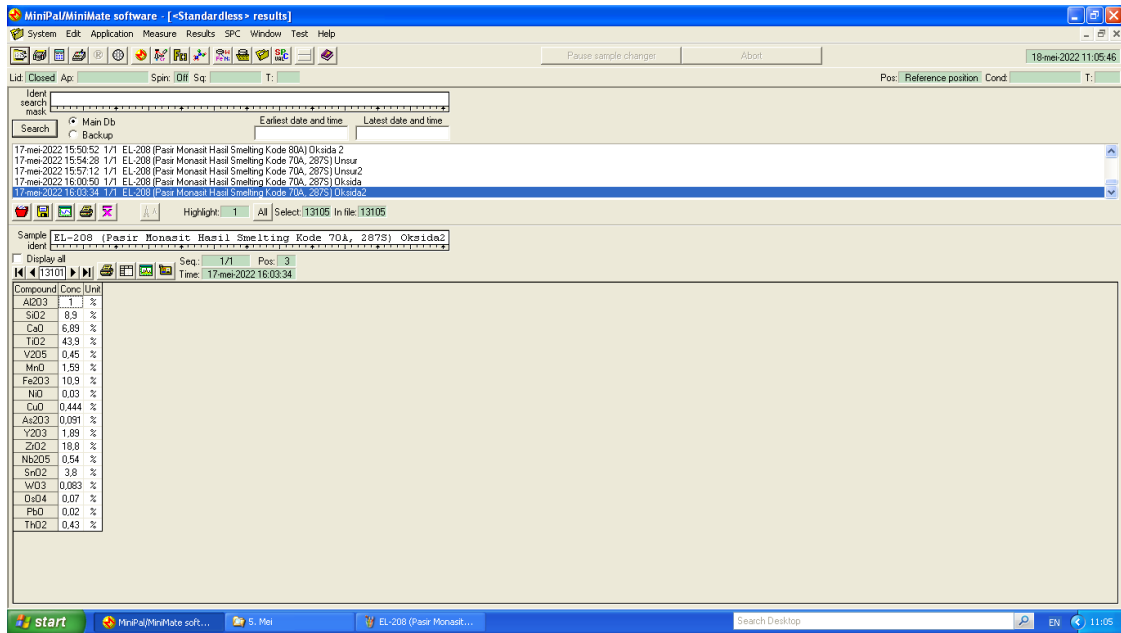 MiniPal/MiniMate software - [<Standardless> results]
System Edit Application Measure Results SPC Window Test Help
Pause sample changer Abort 18-mei-2022 11:05:46
Lid: Closed Ap: Spin: Off Sq: T: Pos: Reference position Cond: T:
Ident
search
mask
Search Main Db Earliest date and time Latest date and time
Backup
17-mei-2022 15:50:52 1/1 EL-208 (Pasir Monasit Hasil Smelting Kode 80A) Oksida 2
17-mei-2022 15:54:28 1/1 EL-208 (Pasir Monasit Hasil Smelting Kode 70A, 287S) Unsur
17-mei-2022 15:57:12 1/1 EL-208 (Pasir Monasit Hasil Smelting Kode 70A, 287S) Unsur2
17-mei-2022 16:00:50 1/1 EL-208 (Pasir Monasit Hasil Smelting Kode 70A, 287S) Oksida
17-mei-2022 16:03:34 1/1 EL-208 (Pasir Monasit Hasil Smelting Kode 70A, 287S) Oksida2
Highlight: 1 All Select: 13105 In file: 13105
Sample
ident EL-208 (Pasir Monasit Hasil Smelting Kode 70A, 287S) Oksida2
Display all
Seq.: 1/1 Pos: 3
13101 Time: 17-mei-2022 16:03:34
Compound Conc Unit
Al2O3 1 %
SiO2 8,9 %
CaO 6,89 %
TiO2 43,9 %
V2O5 0,45 %
MnO 1,59 %
Fe2O3 10,9 %
NiO 0,03 %
CuO 0,444 %
As2O3 0,091 %
Y2O3 1,89 %
ZrO2 18,8 %
Nb2O5 0,54 %
SnO2 3,8 %
WO3 0,083 %
OsO4 0,07 %
PbO 0,02 %
ThO2 0,43 %
start MiniPal/MiniMate soft... 5. Mei EL-208 (Pasir Monasit... Search Desktop EN 11:05